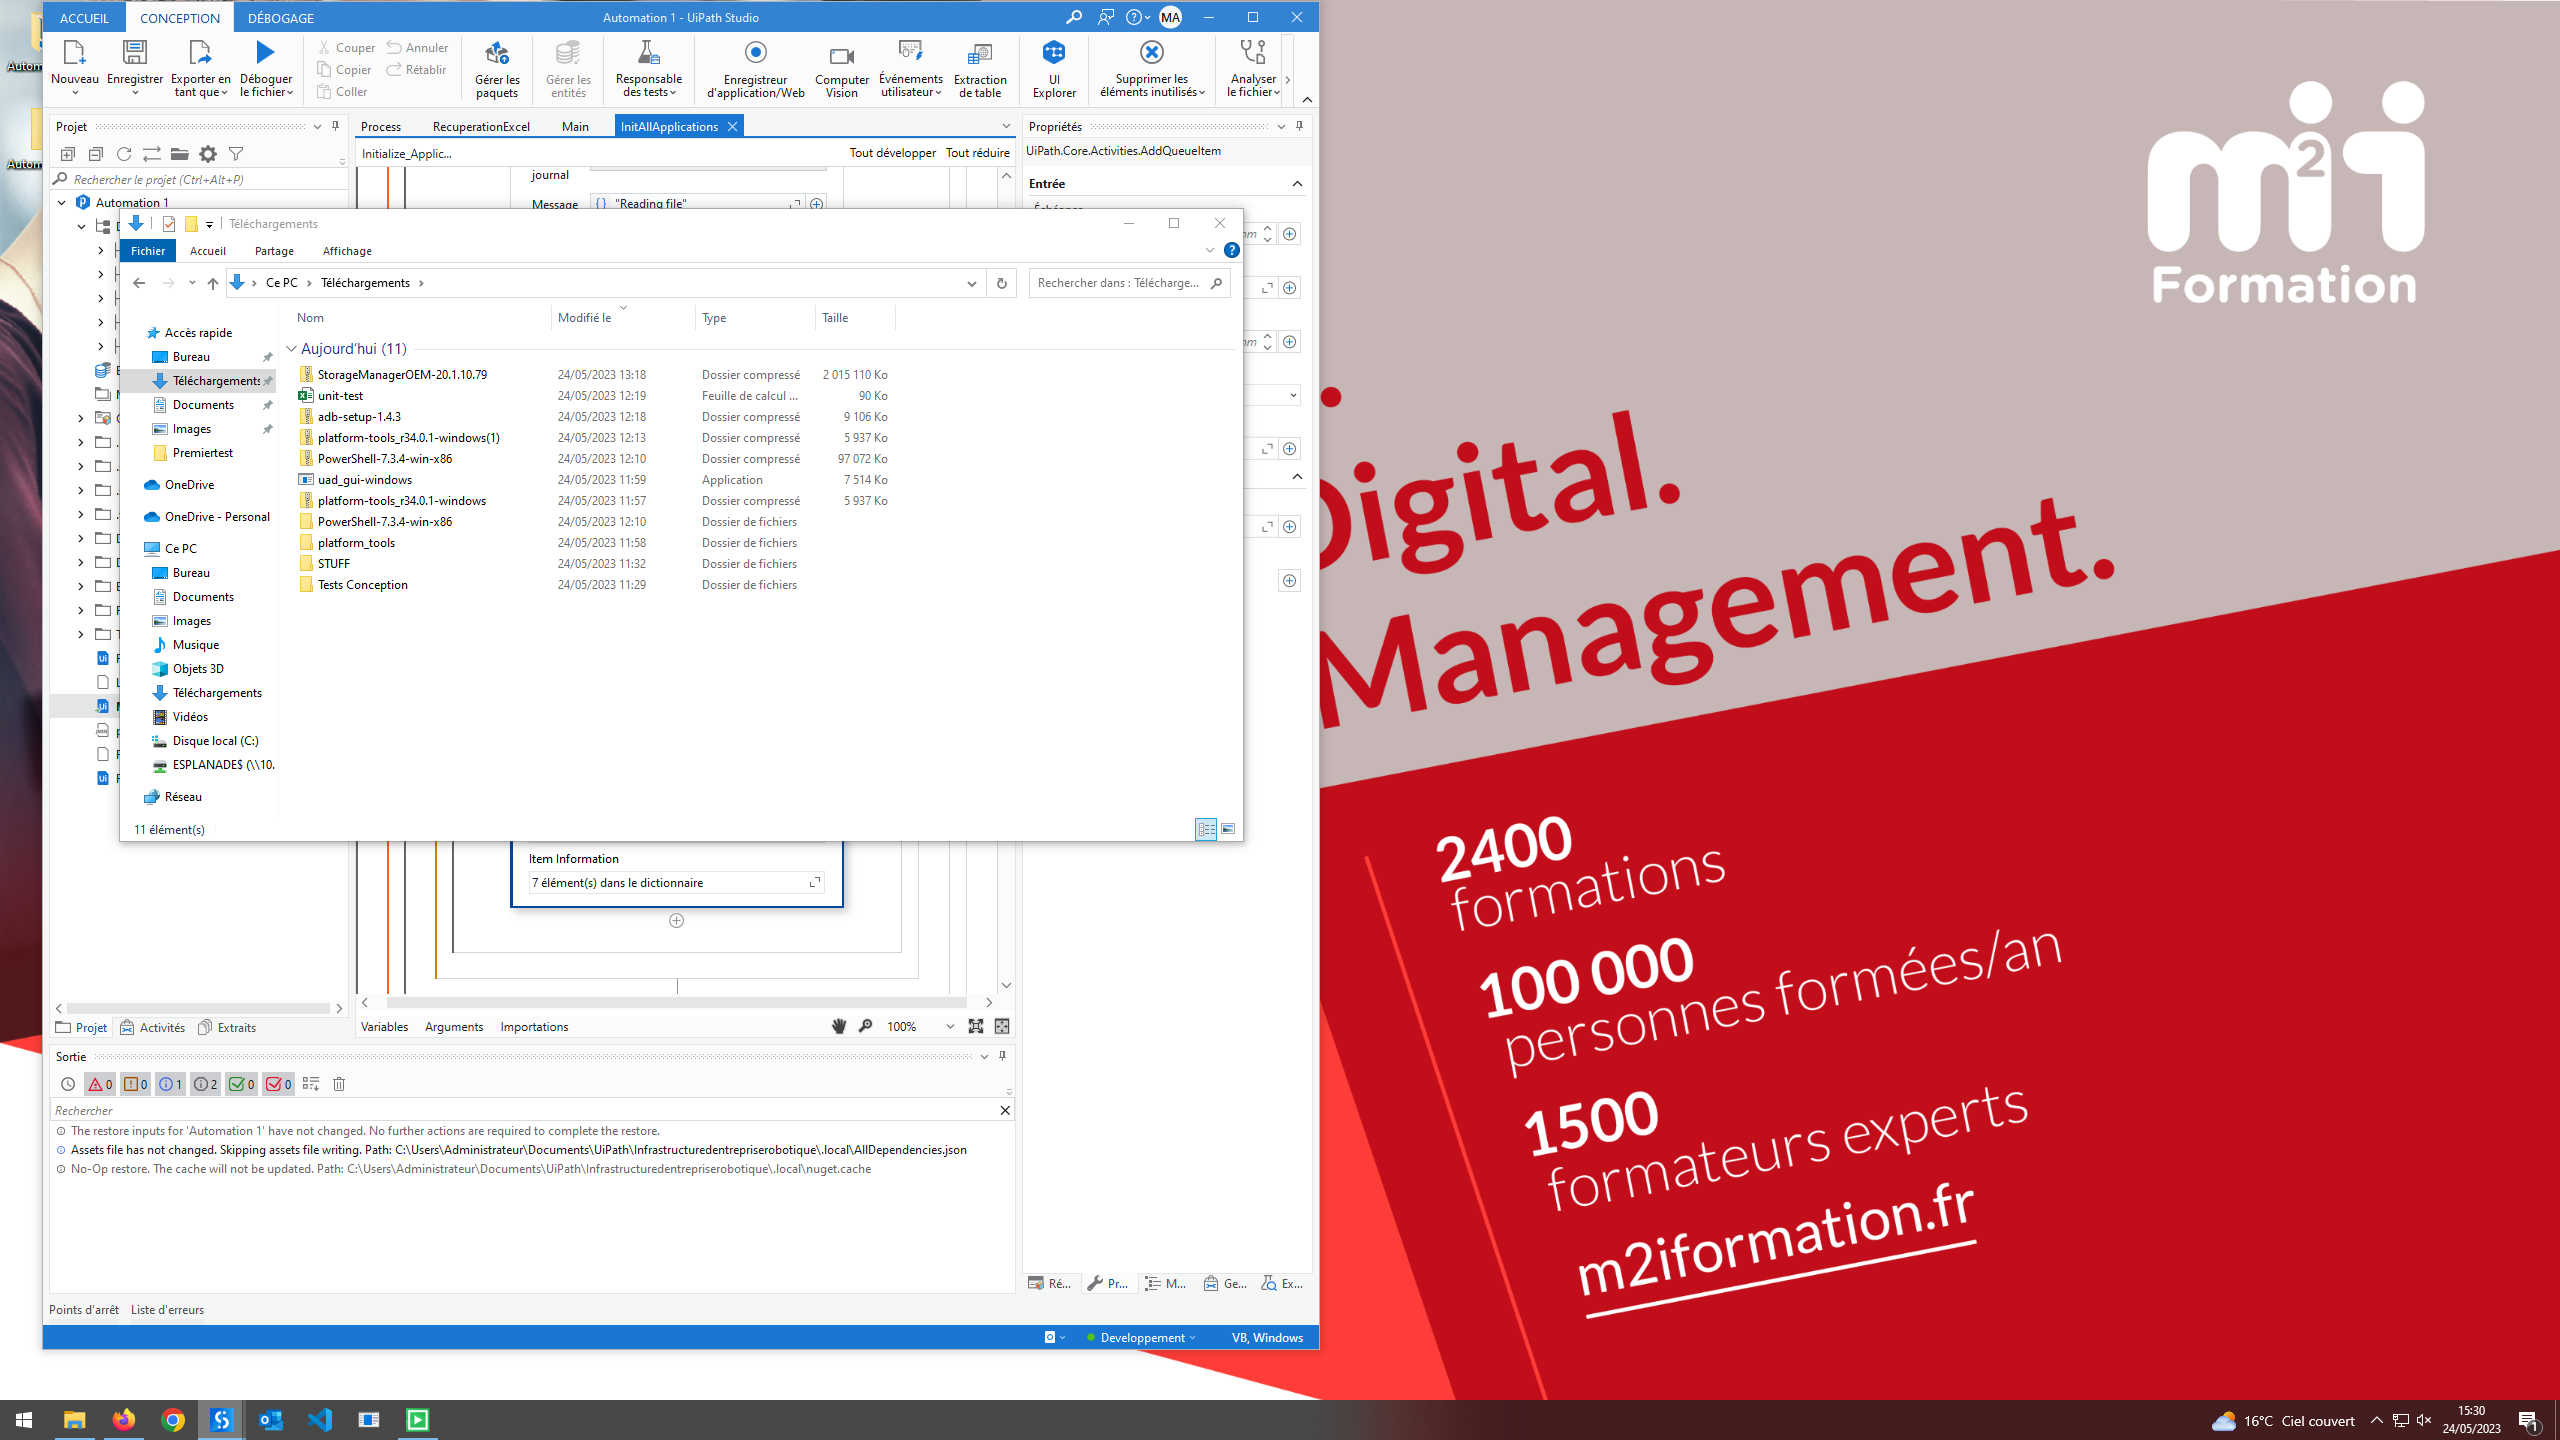 ACCUEIL CONCEPTION DÉBOGAGE Automation 1 - UiPath Studio MA
Nouveau Enregistrer Exporter en tant que Déboguer le fichier
Couper Annuler
Copier Rétablir
Coller
Gérer les paquets
Gérer les entités
Responsable des tests
Enregistreur d'application/Web
Computer Vision
Événements utilisateur
Extraction de table
UI Explorer
Supprimer les éléments inutilisés
Analyser le fichier
Projet
Rechercher le projet (Ctrl+Alt+P)
Automation 1
Process RecuperationExcel Main InitAllApplications
Initialize_Applic... Tout développer Tout réduire
journal
Message "Reading file"
Propriétés
UiPath.Core.Activities.AddQueueItem
Entrée
Téléchargements
Fichier Accueil Partage Affichage
Ce PC Téléchargements
Rechercher dans : Télécharge...
Accès rapide
Bureau
Téléchargements
Documents
Images
Premiertest
OneDrive
OneDrive - Personal
Ce PC
Bureau
Documents
Images
Musique
Objets 3D
Téléchargements
Vidéos
Disque local (C:)
ESPLANADE$ (\\10.
Réseau
Nom Modifié le Type Taille
Aujourd'hui (11)
StorageManagerOEM-20.1.10.79 24/05/2023 13:18 Dossier compressé 2 015 110 Ko
unit-test 24/05/2023 12:19 Feuille de calcul ... 90 Ko
adb-setup-1.4.3 24/05/2023 12:18 Dossier compressé 9 106 Ko
platform-tools_r34.0.1-windows(1) 24/05/2023 12:13 Dossier compressé 5 937 Ko
PowerShell-7.3.4-win-x86 24/05/2023 12:10 Dossier compressé 97 072 Ko
uad_gui-windows 24/05/2023 11:59 Application 7 514 Ko
platform-tools_r34.0.1-windows 24/05/2023 11:57 Dossier compressé 5 937 Ko
PowerShell-7.3.4-win-x86 24/05/2023 12:10 Dossier de fichiers
platform_tools 24/05/2023 11:58 Dossier de fichiers
STUFF 24/05/2023 11:32 Dossier de fichiers
Tests Conception 24/05/2023 11:29 Dossier de fichiers
11 élément(s)
Item Information
7 élément(s) dans le dictionnaire
Projet Activités Extraits
Variables Arguments Importations 100%
Sortie
0 0 1 2 0 0
Rechercher
The restore inputs for 'Automation 1' have not changed. No further actions are required to complete the restore.
Assets file has not changed. Skipping assets file writing. Path: C:\Users\Administrateur\Documents\UiPath\Infrastructuredentrepriserobotique\.local\AllDependencies.json
No-Op restore. The cache will not be updated. Path: C:\Users\Administrateur\Documents\UiPath\Infrastructuredentrepriserobotique\.local\nuget.cache
Ré... Pr... M... Ge... Ex...
Points d'arrêt Liste d'erreurs
Developpement VB, Windows
m2i
Formation
Digital.
Management.
2400
formations
100 000
personnes formées/an
1500
formateurs experts
m2iformation.fr
16°C Ciel couvert
15:30
24/05/2023
1